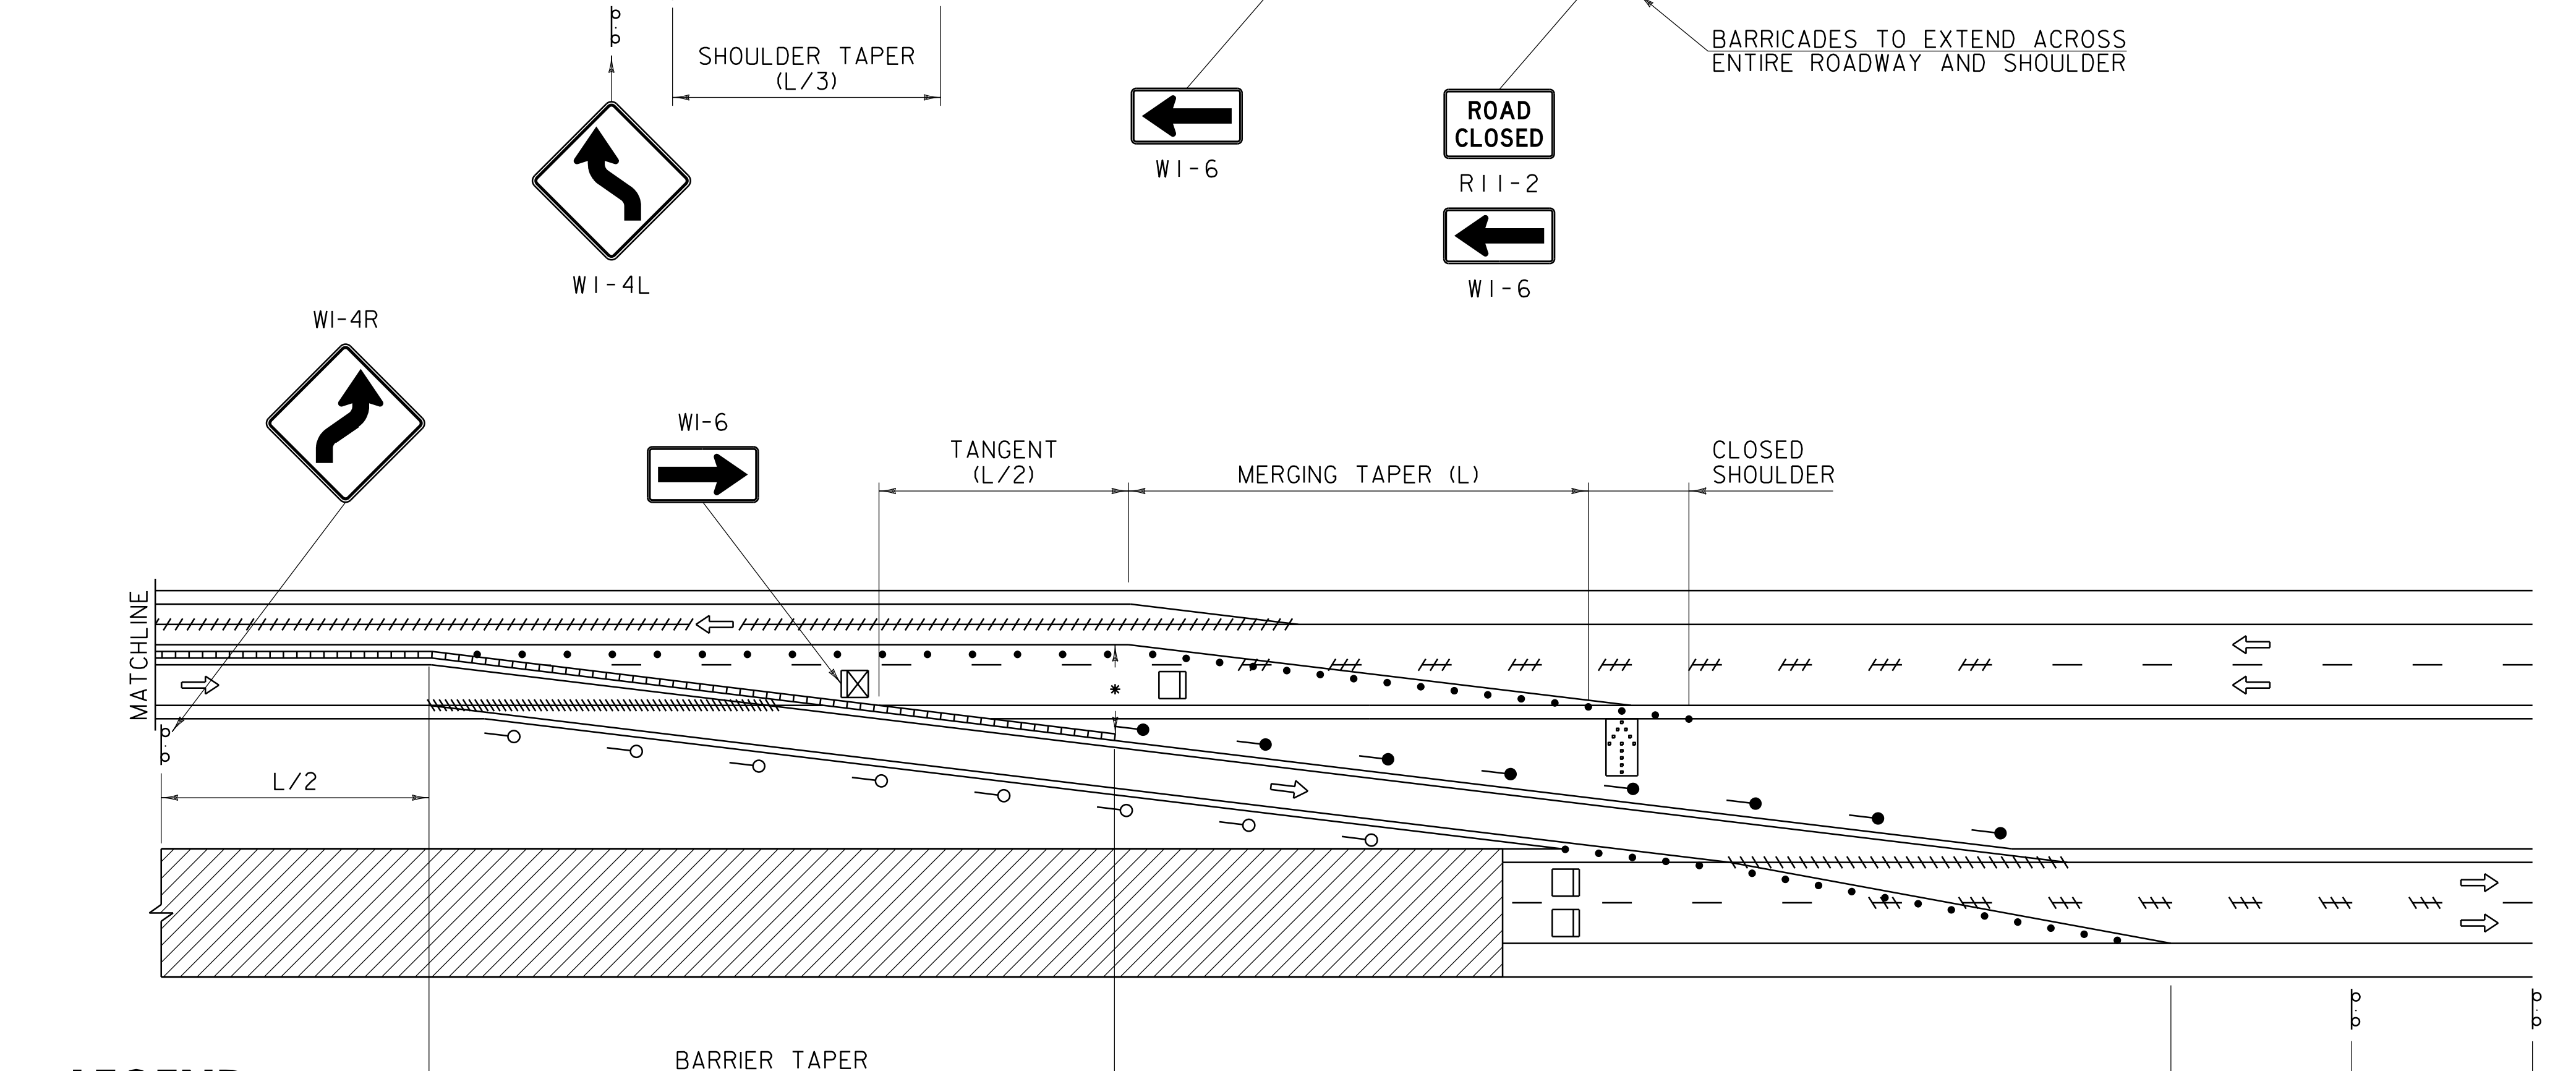 BARRICADES TO EXTEND ACROSS
ENTIRE ROADWAY AND SHOULDER
SHOULDER TAPER
(L/3)
W1-6
ROAD
CLOSED
R11-2
W1-6
W1-4L
W1-4R
W1-6
TANGENT
(L/2)
MERGING TAPER (L)
CLOSED
SHOULDER
MATCHLINE
*
L/2
BARRIER TAPER